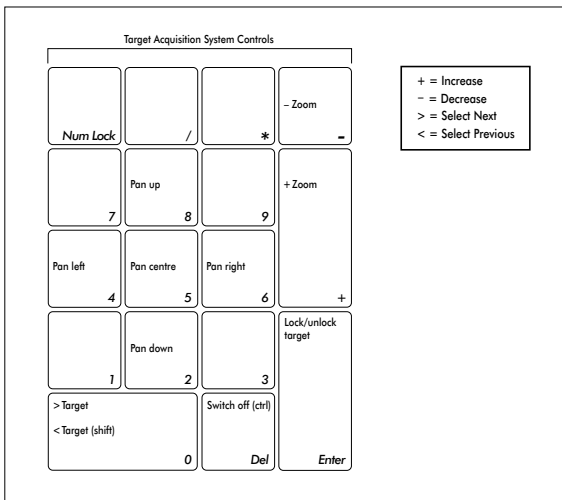 Target Acquisition System Controls
+ = Increase
− = Decrease
> = Select Next
< = Select Previous
− Zoom
Num Lock / * -
Pan up + Zoom
7 8 9
Pan left Pan centre Pan right
4 5 6 +
Lock/unlock
target
Pan down
1 2 3
> Target Switch off (ctrl)
< Target (shift)
0 Del Enter